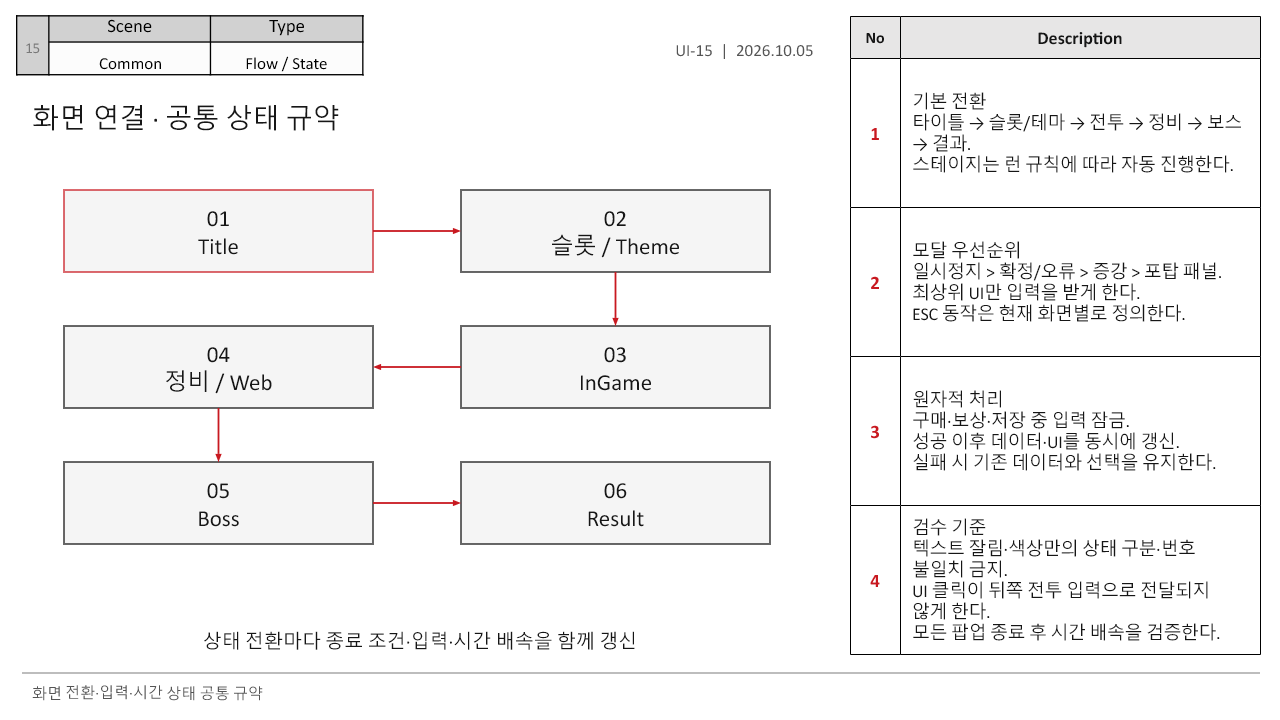 15
Scene
Type
Common
Flow / State
UI-15 | 2026.10.05
화면 연결 · 공통 상태 규약
01
Title
02
슬롯 / Theme
04
정비 / Web
03
InGame
05
Boss
06
Result
상태 전환마다 종료 조건·입력·시간 배속을 함께 갱신
No
Description
1
기본 전환
타이틀 → 슬롯/테마 → 전투 → 정비 → 보스
→ 결과.
스테이지는 런 규칙에 따라 자동 진행한다.
2
모달 우선순위
일시정지 > 확정/오류 > 증강 > 포탑 패널.
최상위 UI만 입력을 받게 한다.
ESC 동작은 현재 화면별로 정의한다.
3
원자적 처리
구매·보상·저장 중 입력 잠금.
성공 이후 데이터·UI를 동시에 갱신.
실패 시 기존 데이터와 선택을 유지한다.
4
검수 기준
텍스트 잘림·색상만의 상태 구분·번호
불일치 금지.
UI 클릭이 뒤쪽 전투 입력으로 전달되지
않게 한다.
모든 팝업 종료 후 시간 배속을 검증한다.
화면 전환·입력·시간 상태 공통 규약